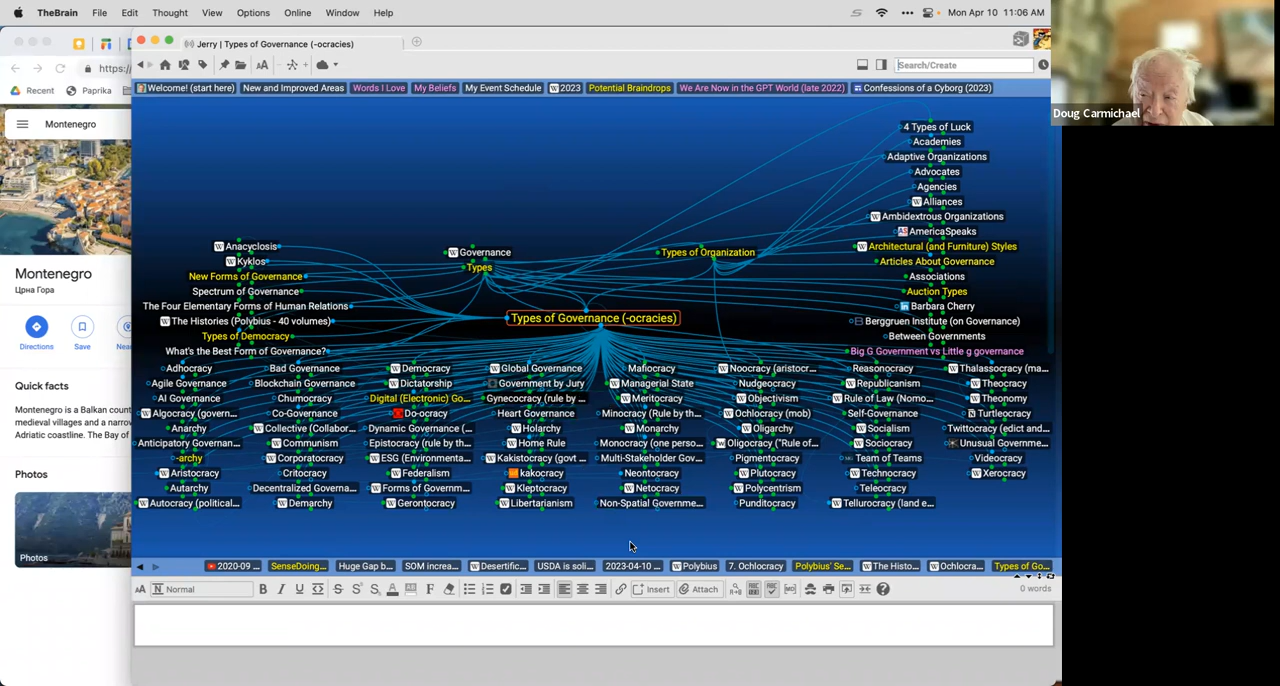 TheBrain File Edit Thought View Options Online Window Help Mon Apr 10 11:06 AM
Jerry | Types of Governance (-ocracies)
https:/
Recent Paprika
Search/Create
Welcome! (start here) New and Improved Areas Words I Love My Beliefs My Event Schedule 2023 Potential Braindrops We Are Now in the GPT World (late 2022) Confessions of a Cyborg (2023)
Doug Carmichael
Montenegro
Montenegro
Црна Гора
Directions Save
Quick facts
Montenegro is a Balkan count
medieval villages and a narrow
Adriatic coastline. The Bay of
Photos
Photos
4 Types of Luck
Academies
Adaptive Organizations
Advocates
Agencies
Alliances
Ambidextrous Organizations
AmericaSpeaks
Architectural (and Furniture) Styles
Articles About Governance
Associations
Auction Types
Barbara Cherry
Berggruen Institute (on Governance)
Between Governments
Big G Government vs Little g governance
Anacyclosis
Kyklos
New Forms of Governance
Spectrum of Governance
The Four Elementary Forms of Human Relations
The Histories (Polybius - 40 volumes)
Types of Democracy
What's the Best Form of Governance?
Governance
Types
Types of Organization
Types of Governance (-ocracies)
Adhocracy
Agile Governance
AI Governance
Algocracy (govern...
Anarchy
Anticipatory Governan...
-archy
Aristocracy
Autarchy
Autocracy (political...
Bad Governance
Blockchain Governance
Chumocracy
Co-Governance
Collective (Collabor...
Communism
Corporatocracy
Critocracy
Decentralized Governa...
Demarchy
Democracy
Dictatorship
Digital (Electronic) Go...
Do-ocracy
Dynamic Governance (...
Epistocracy (rule by th...
ESG (Environmenta...
Federalism
Forms of Governm...
Gerontocracy
Global Governance
Government by Jury
Gynecocracy (rule by ...
Heart Governance
Holarchy
Home Rule
Kakistocracy (govt ...
kakocracy
Kleptocracy
Libertarianism
Mafiocracy
Managerial State
Meritocracy
Minocracy (Rule by th...
Monarchy
Monocracy (one perso...
Multi-Stakeholder Gov...
Neontocracy
Netocracy
Non-Spatial Governme...
Noocracy (aristocr...
Nudgeocracy
Objectivism
Ochlocracy (mob)
Oligarchy
Oligocracy ("Rule of...
Pigmentocracy
Plutocracy
Polycentrism
Punditocracy
Reasonocracy
Republicanism
Rule of Law (Nomo...
Self-Governance
Socialism
Sociocracy
Team of Teams
Technocracy
Teleocracy
Tellurocracy (land e...
Thalassocracy (ma...
Theocracy
Theonomy
Turtleocracy
Twittocracy (edict and...
Unusual Governme...
Videocracy
Xerocracy
2020-09 ... SenseDoing... Huge Gap b... SOM increa... Desertific... USDA is soli... 2023-04-10 ... Polybius 7. Ochlocracy Polybius' Se... The Histo... Ochlocra... Types of Go...
Normal Insert Attach 0 words